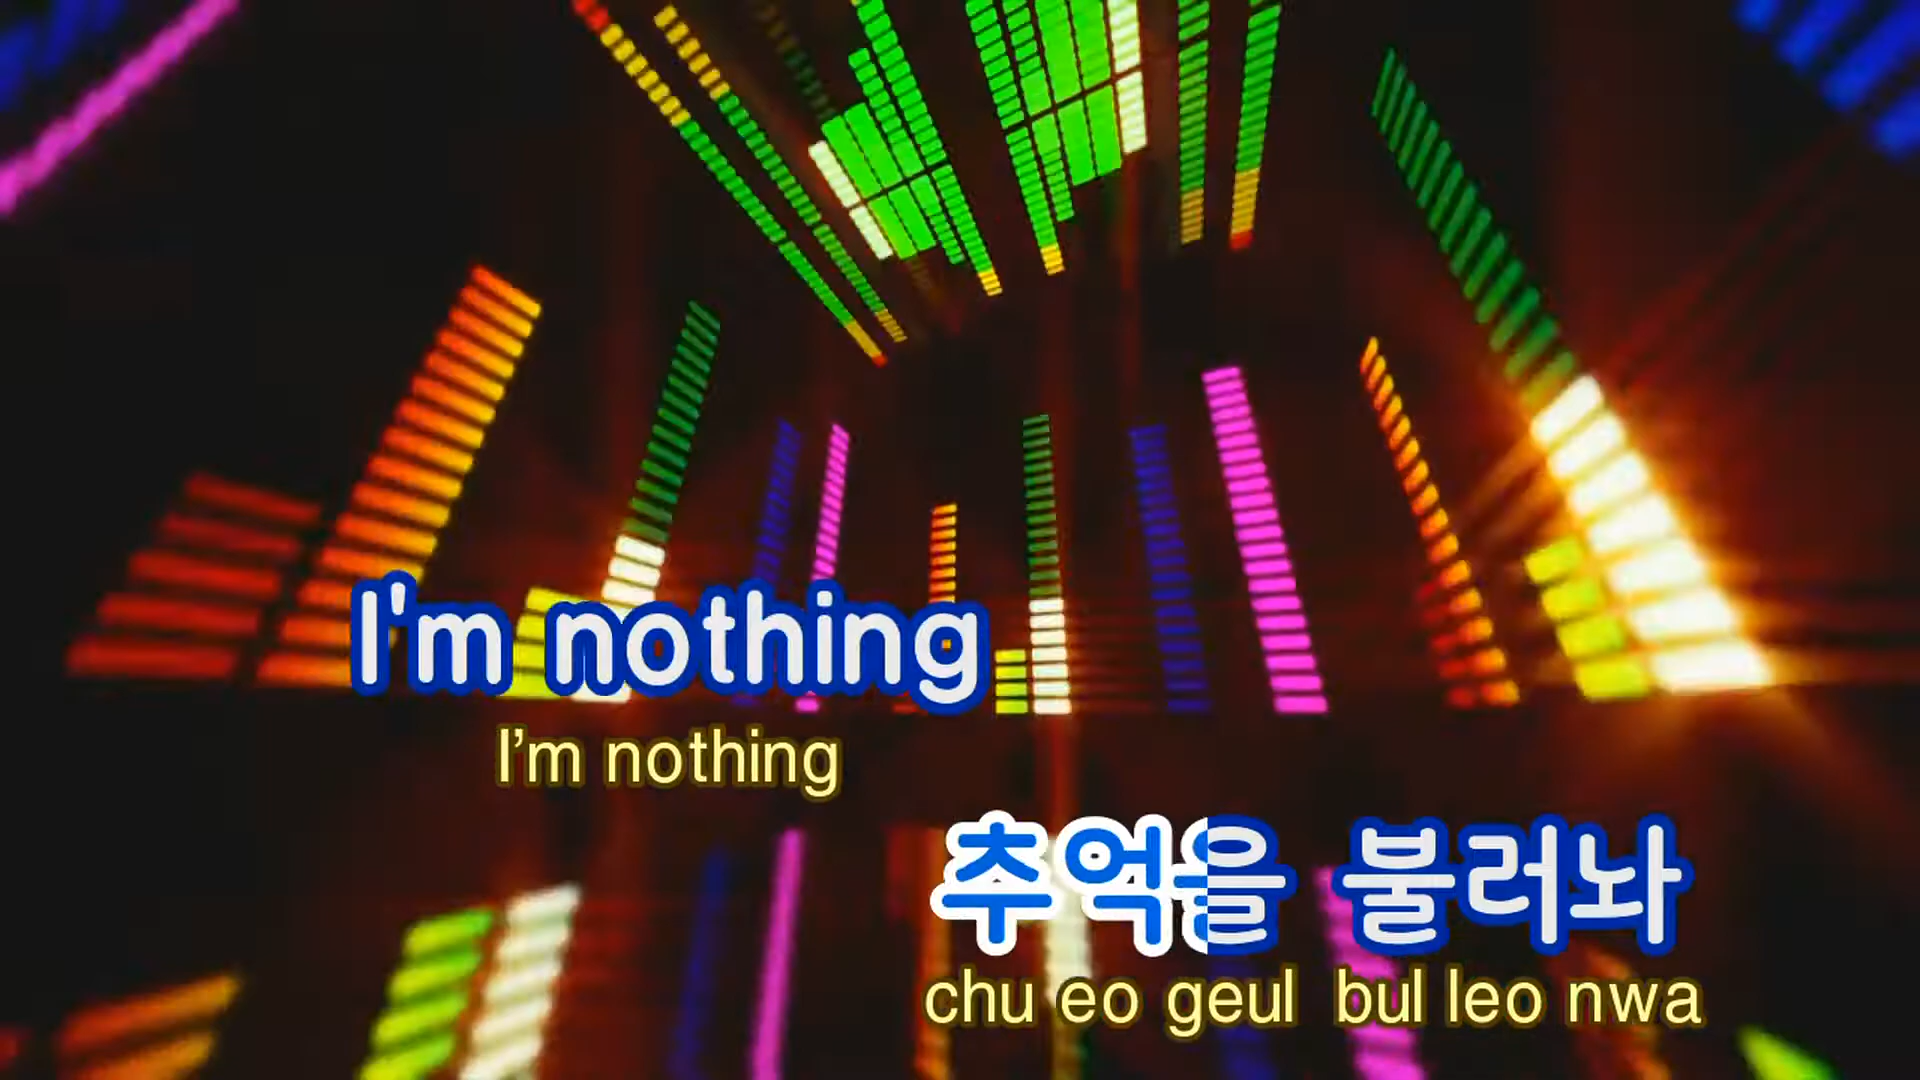 I'm nothing
I’m nothing
추억을 불러놔
chu eo geul bul leo nwa